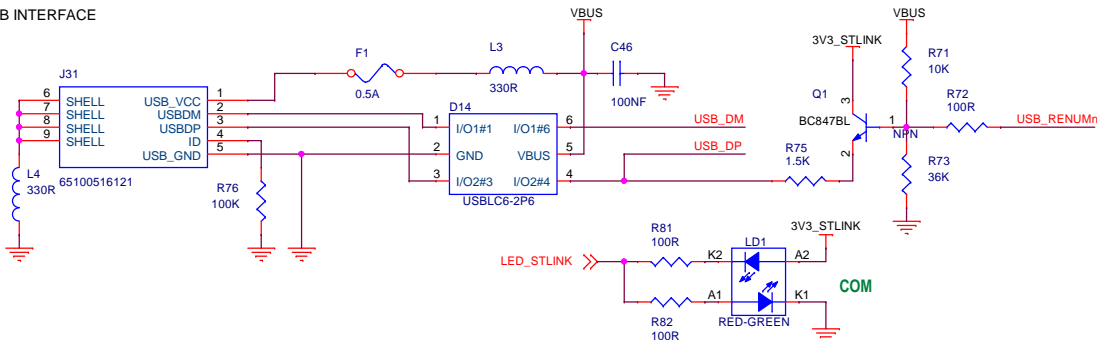 B INTERFACE
VBUS
VBUS
3V3_STLINK
J31
F1
0.5A
L3
330R
C46
100NF
R71
10K
Q1
BC847BL
NPN
3
1
2
R72
100R
USB_RENUMn
6 SHELL USB_VCC 1
7 SHELL USBDM 2
8 SHELL USBDP 3
9 SHELL ID 4
USB_GND 5
65100516121
L4
330R
R76
100K
D14
1 I/O1#1 I/O1#6 6
2 GND VBUS 5
3 I/O2#3 I/O2#4 4
USBLC6-2P6
USB_DM
USB_DP
R75
1.5K
R73
36K
LED_STLINK
R81
100R
R82
100R
LD1
K2 A2
A1 K1
RED-GREEN
3V3_STLINK
COM